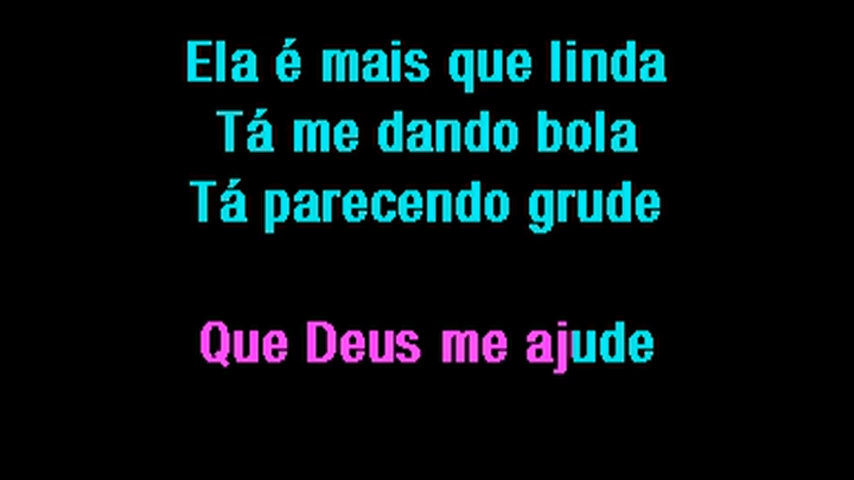 Ela é mais que linda
Tá me dando bola
Tá parecendo grude
Que Deus me ajude